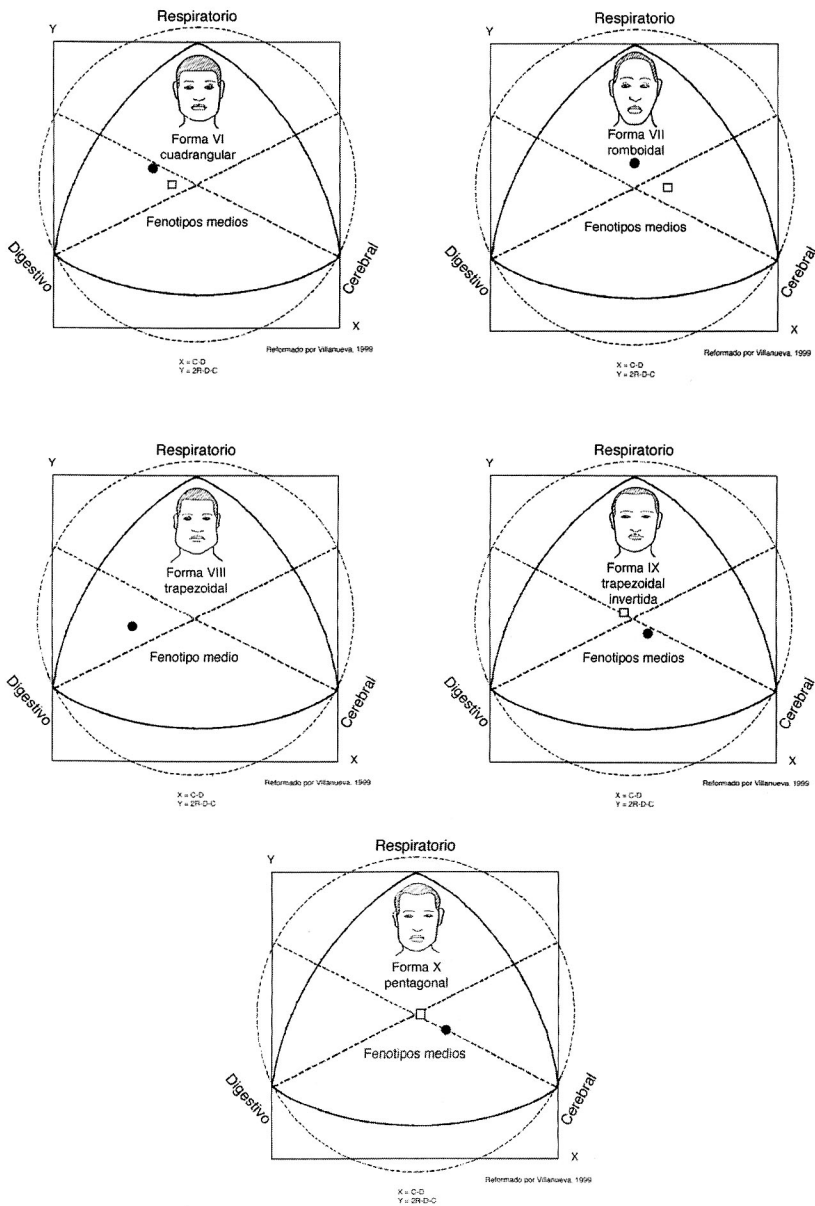 Respiratorio
Y
Forma VI
cuadrangular
Fenotipos medios
Digestivo
Cerebral
X
Reformado por Villanueva, 1999
X = C-D
Y = 2R-D-C
Respiratorio
Y
Forma VII
romboidal
Fenotipos medios
Digestivo
Cerebral
X
Reformado por Villanueva, 1999
X = C-D
Y = 2R-D-C
Respiratorio
Y
Forma VIII
trapezoidal
Fenotipo medio
Digestivo
Cerebral
X
Reformado por Villanueva, 1999
X = C-D
Y = 2R-D-C
Respiratorio
Y
Forma IX
trapezoidal
invertida
Fenotipos medios
Digestivo
Cerebral
X
Reformado por Villanueva, 1999
X = C-D
Y = 2R-D-C
Respiratorio
Y
Forma X
pentagonal
Fenotipos medios
Digestivo
Cerebral
X
Reformado por Villanueva, 1999
X = C-D
Y = 2R-D-C